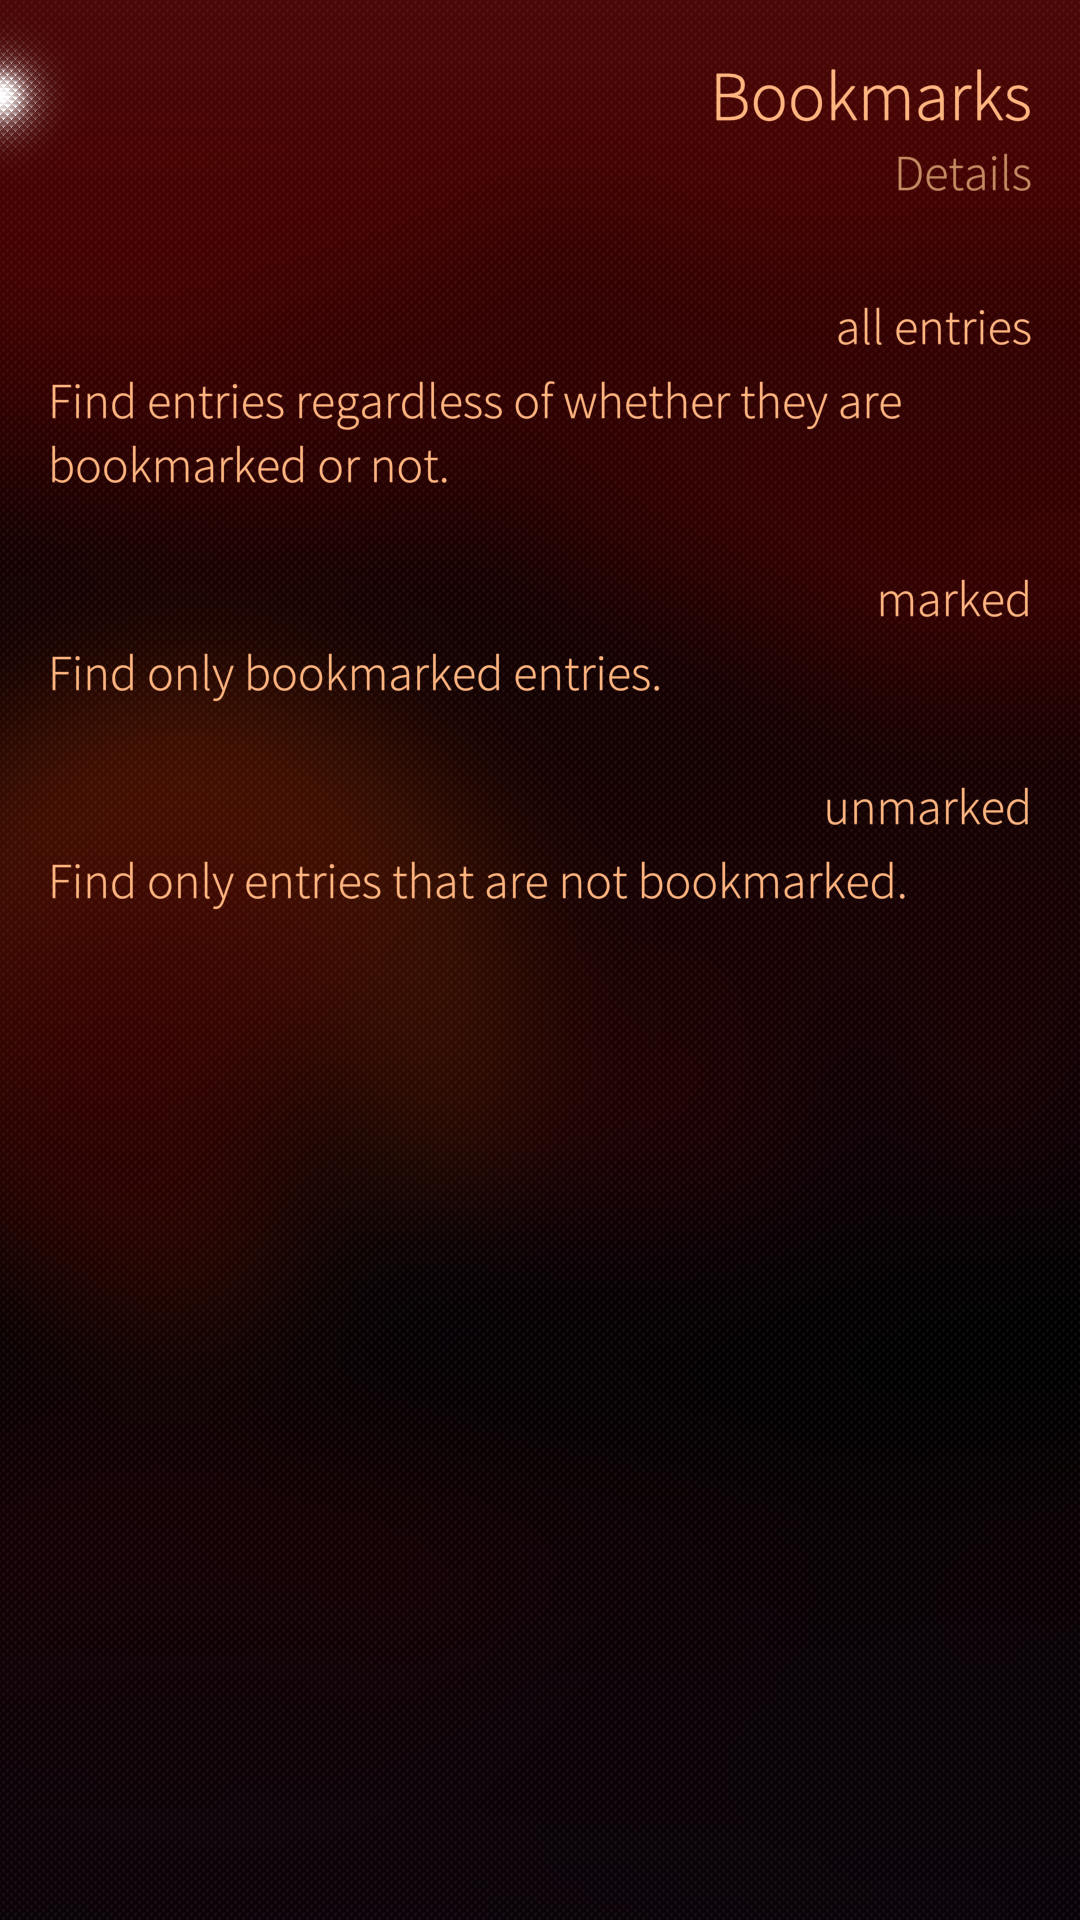 Bookmarks
Details
all entries
Find entries regardless of whether they are
bookmarked or not.
marked
Find only bookmarked entries.
unmarked
Find only entries that are not bookmarked.